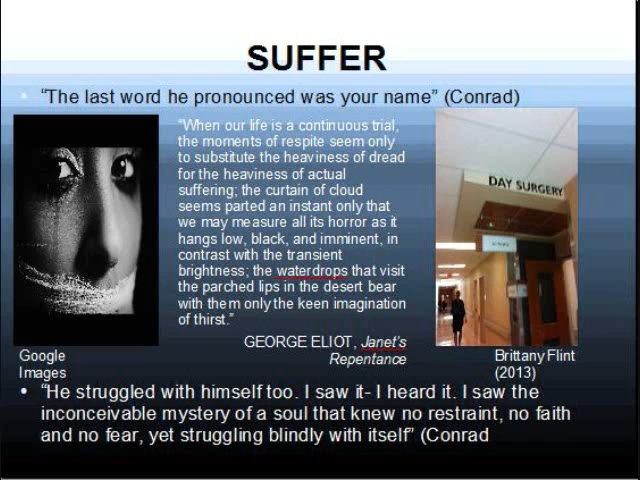 SUFFER
• “The last word he pronounced was your name” (Conrad)
“When our life is a continuous trial,
the moments of respite seem only
to substitute the heaviness of dread
for the heaviness of actual
suffering; the curtain of cloud
seems parted an instant only that
we may measure all its horror as it
hangs low, black, and imminent, in
contrast with the transient
brightness; the waterdrops that visit
the parched lips in the desert bear
with them only the keen imagination
of thirst.”
GEORGE ELIOT, Janet's
Repentance
DAY SURGERY
Google
Images
Brittany Flint
(2013)
• “He struggled with himself too. I saw it- I heard it. I saw the
inconceivable mystery of a soul that knew no restraint, no faith
and no fear, yet struggling blindly with itself” (Conrad